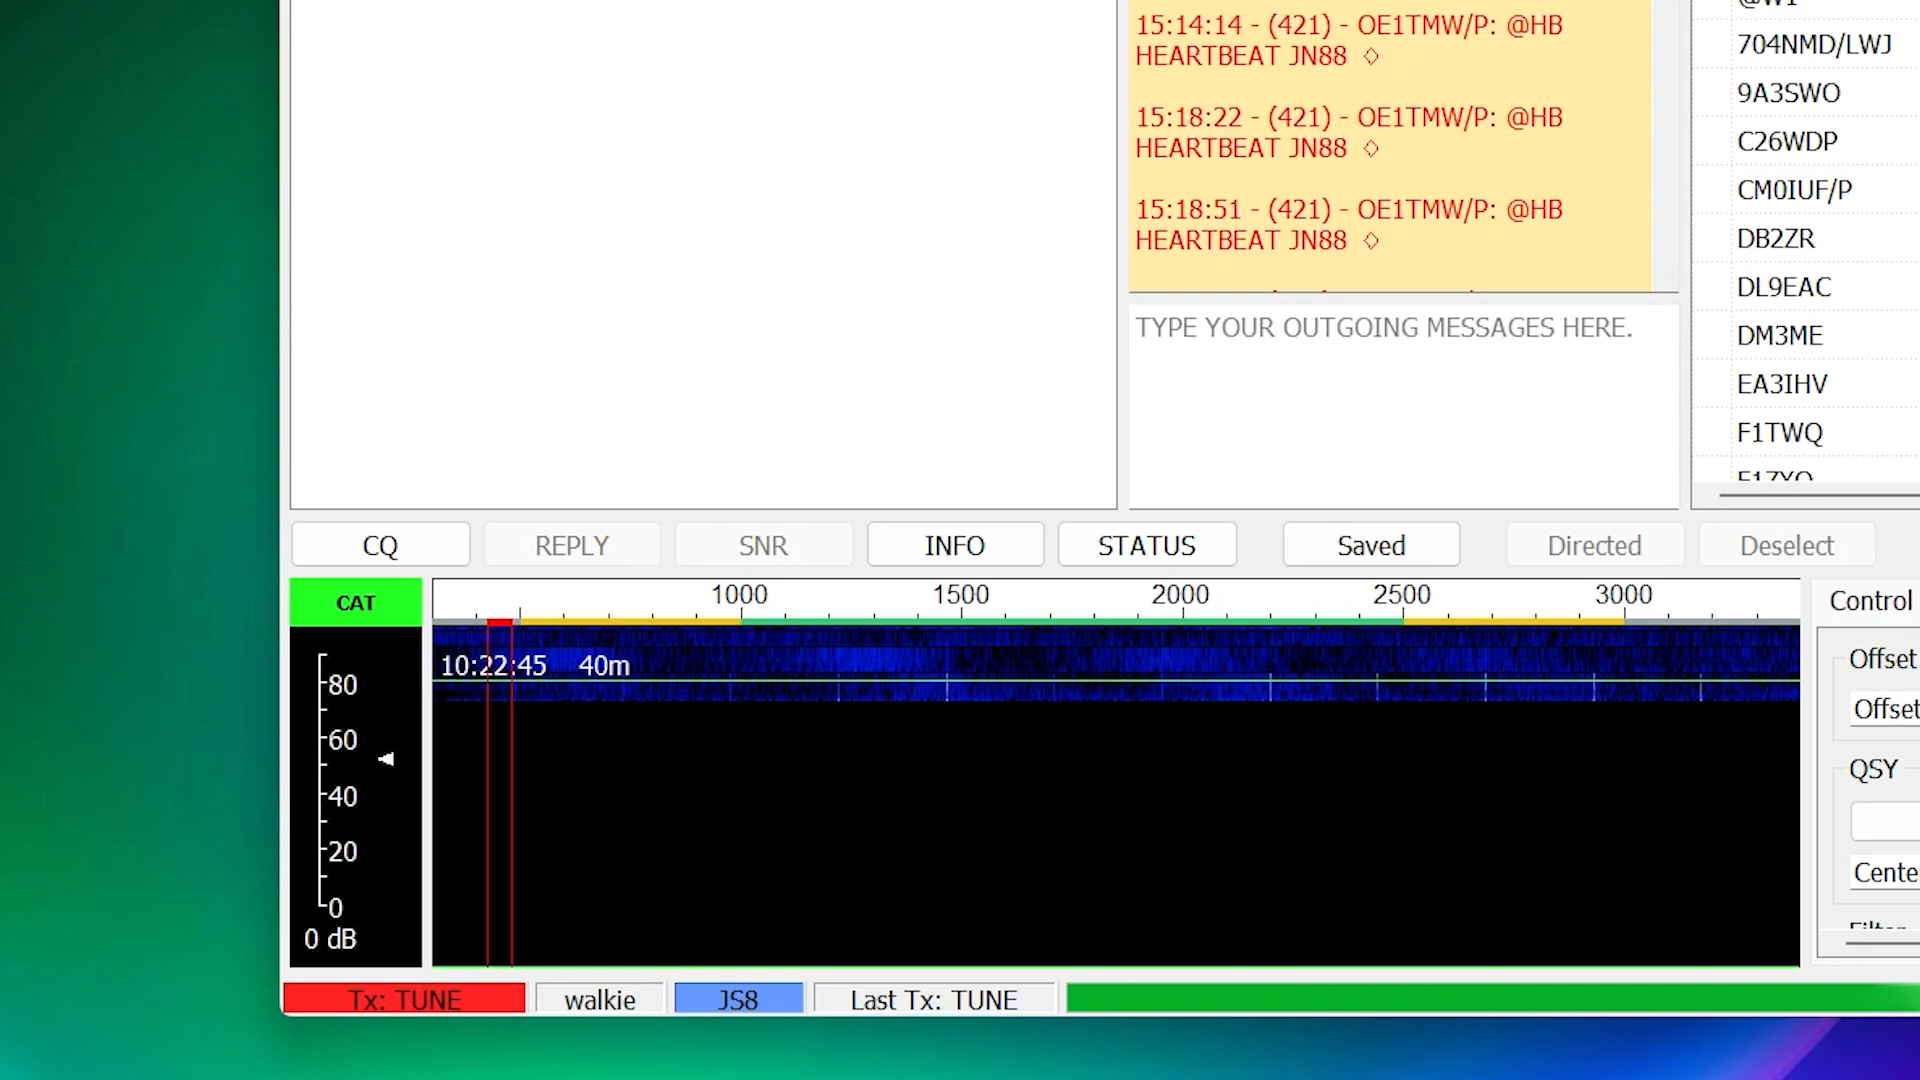 15:14:14 - (421) - OE1TMW/P: @HB
HEARTBEAT JN88 ♢
15:18:22 - (421) - OE1TMW/P: @HB
HEARTBEAT JN88 ♢
15:18:51 - (421) - OE1TMW/P: @HB
HEARTBEAT JN88 ♢
TYPE YOUR OUTGOING MESSAGES HERE.
704NMD/LWJ
9A3SWO
C26WDP
CM0IUF/P
DB2ZR
DL9EAC
DM3ME
EA3IHV
F1TWQ
CQ REPLY SNR INFO STATUS Saved Directed Deselect
CAT
1000 1500 2000 2500 3000
10:22:45 40m
80
60
40
20
0
0 dB
Control
Offset
Offset
QSY
Cente
Tx: TUNE walkie JS8 Last Tx: TUNE